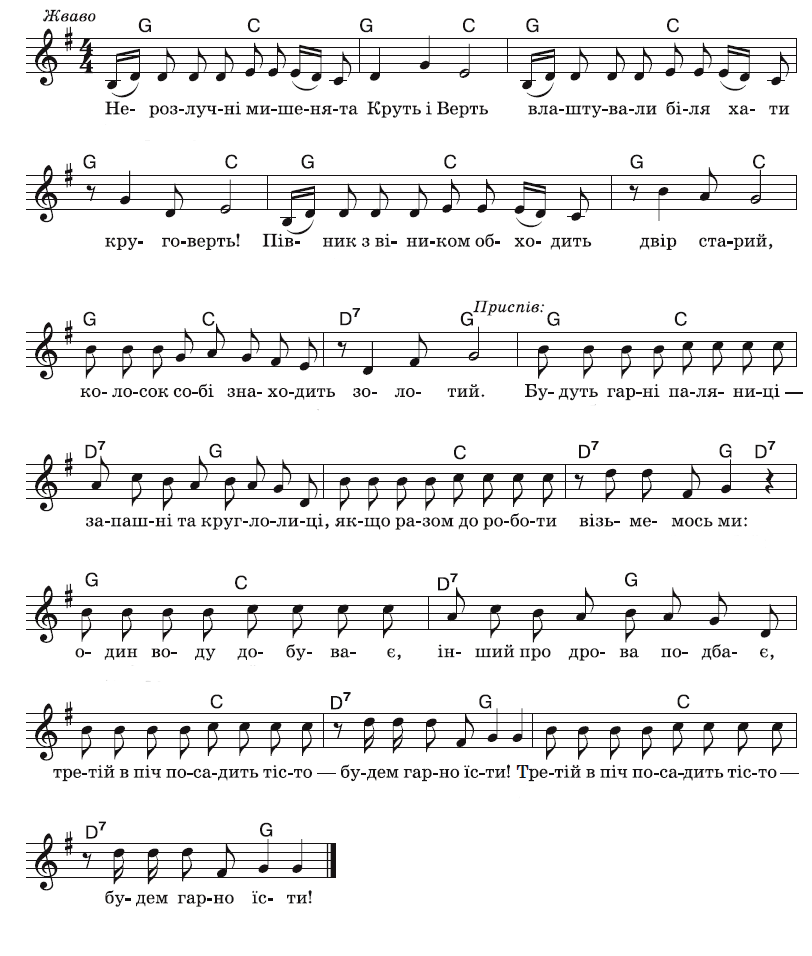 Жваво
G C G C G C
Не- роз-луч-ні ми-ше-ня-та Круть і Верть вла-шту-ва-ли бі-ля ха- ти
G C G C G C
кру- го-верть! Пів- ник з ві- ни-ком об- хо- дить двір ста-рий,
Приспів:
G C D7 G G C
ко-ло-сок со-бі зна-хо-дить зо- ло- тий. Бу-дуть гар-ні па-ля-ни-ці —
D7 G C D7 G D7
за-паш-ні та круг-ло-ли-ці, як-що ра-зом до ро-бо-ти візь- ме- мось ми:
G C D7 G
о- дин во- ду до- бу- ва- є, ін- ший про дро- ва по- дба- є,
C D7 G C
тре-тій в піч по-са-дить тіс-то — бу-дем гар-но їс-ти! Тре-тій в піч по-са-дить тіс-то —
D7 G
бу-дем гар-но їс- ти!